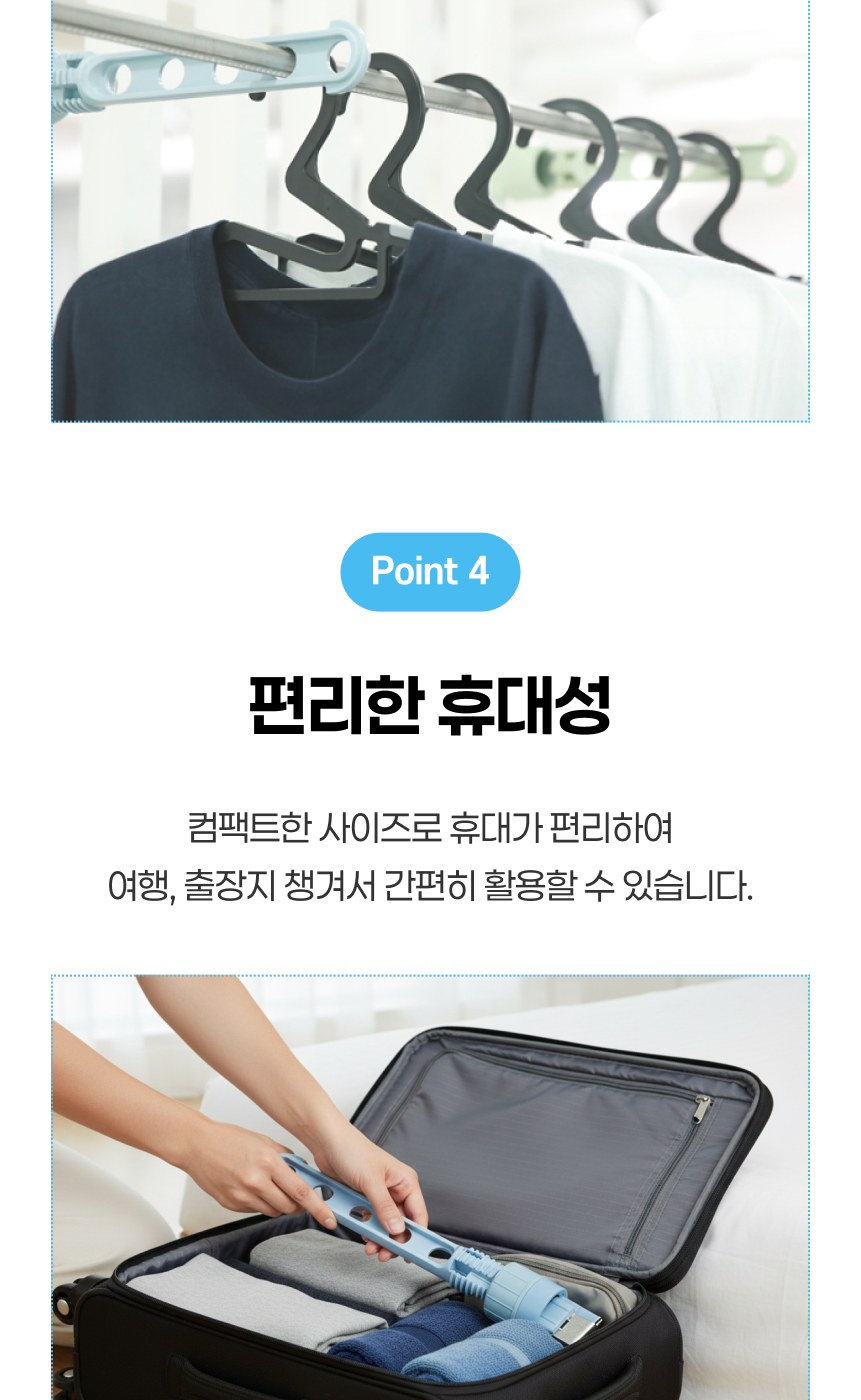 Point 4
편리한 휴대성
컴팩트한 사이즈로 휴대가 편리하여
여행, 출장지 챙겨서 간편히 활용할 수 있습니다.